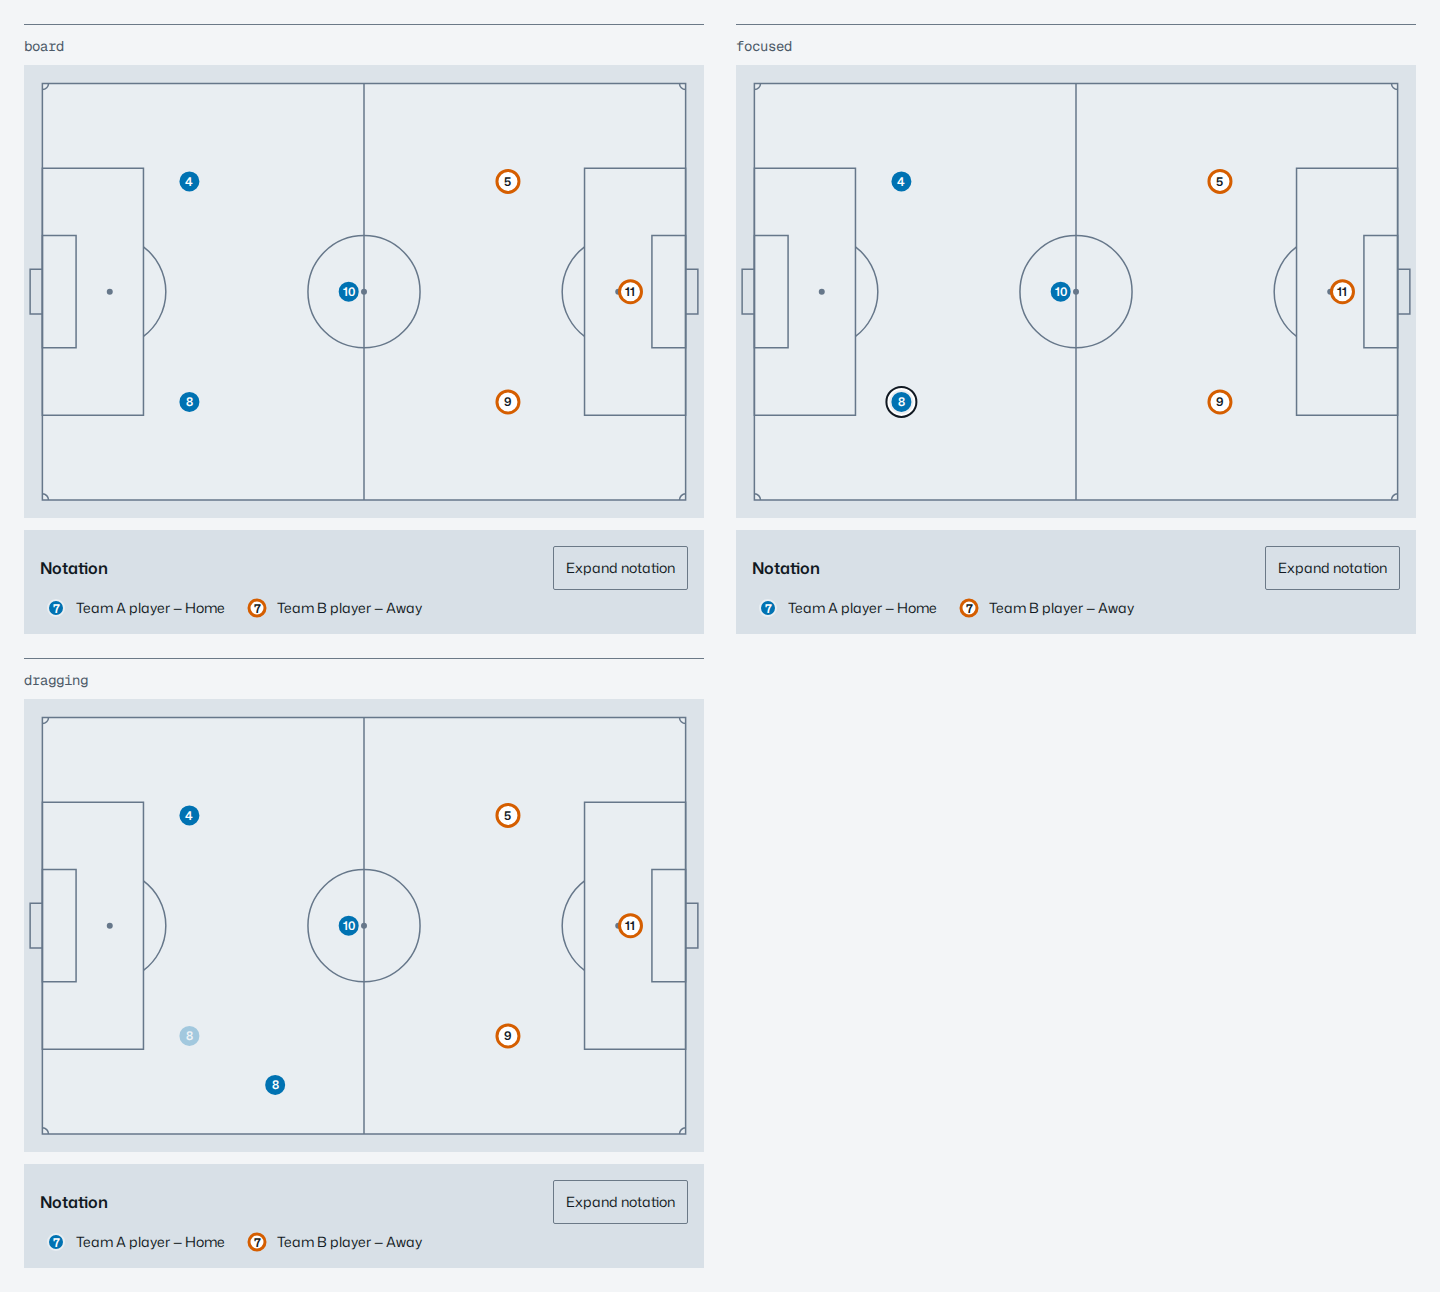 board
4
5
10
11
8
9
Notation
Expand notation
7 Team A player – Home
7 Team B player – Away
focused
4
5
10
11
8
9
Notation
Expand notation
7 Team A player – Home
7 Team B player – Away
dragging
4
5
10
11
8
9
8
Notation
Expand notation
7 Team A player – Home
7 Team B player – Away